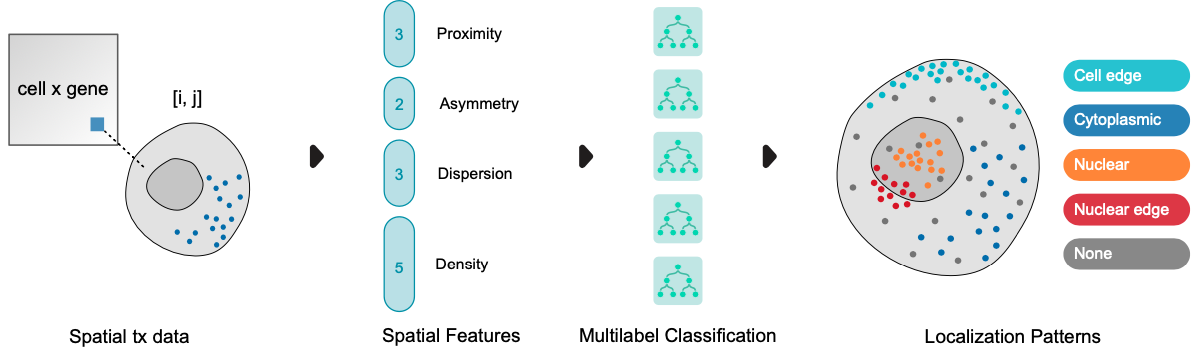 cell x gene
[i, j]
Spatial tx data
3 Proximity
2 Asymmetry
3 Dispersion
5 Density
Spatial Features
Multilabel Classification
Cell edge
Cytoplasmic
Nuclear
Nuclear edge
None
Localization Patterns